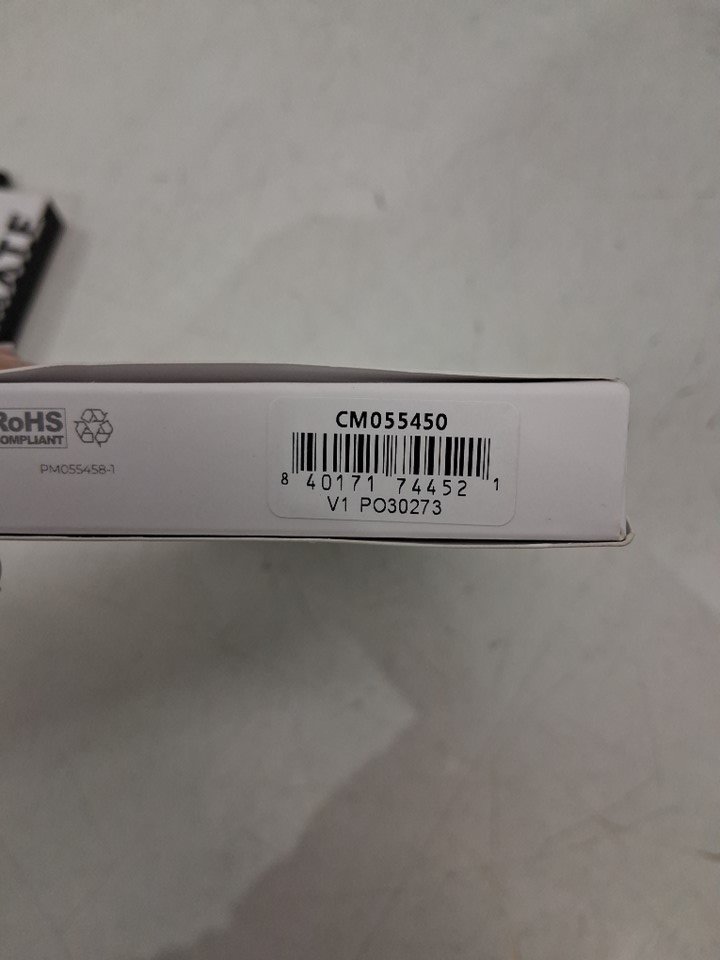 RoHS
COMPLIANT
PM055458-1
CM055450
8 40171 74452 1
V1 PO30273